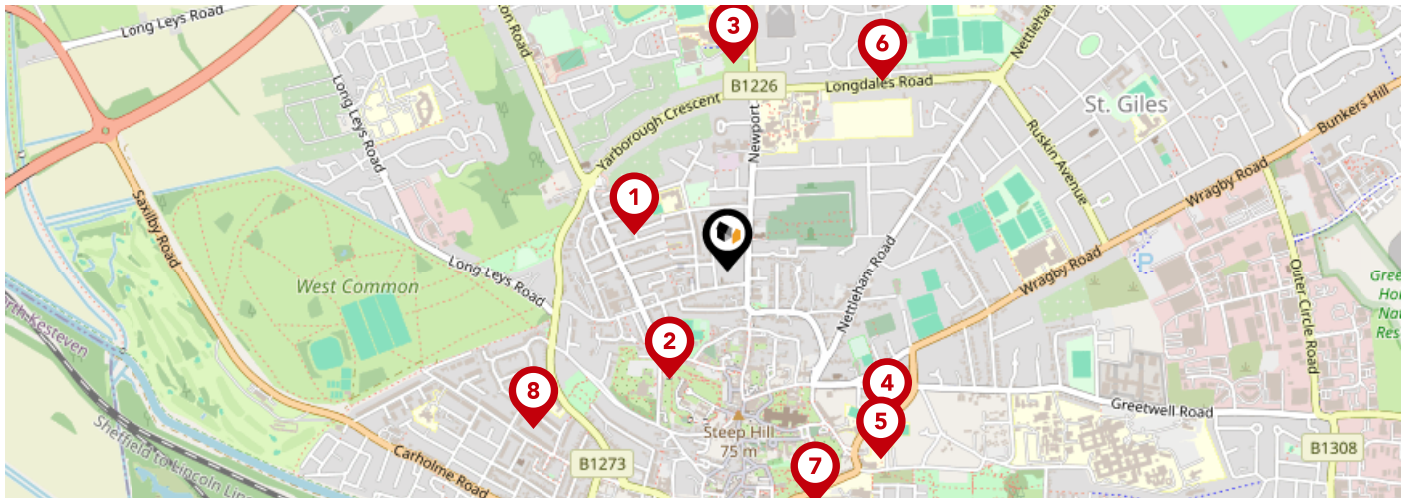 Long Leys Road
on Road
3
6
Nettleham
B1226
Longdales Road
St. Giles
Bunkers Hill
Long Leys Road
Yarborough Crescent
Newport
Ruskin Avenue
Wragby Road
1
Saxilby Road
P
Long Leys Road
West Common
Nettleham Road
Wragby Road
Outer Circle Road
Gree
Ho
Nat
Res
rth Kesteven
2
8
4
Greetwell Road
5
Steep Hill
75 m
Sheffield to Lincoln Lin
Carholme Road
B1273
7
B1308